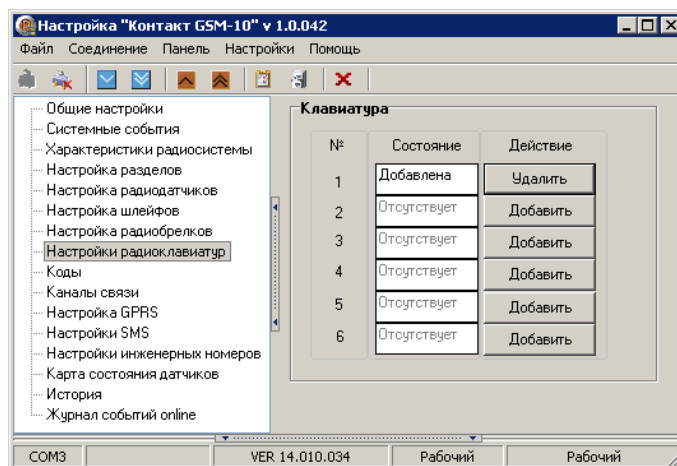 Настройка "Контакт GSM-10" v 1.0.042
Файл Соединение Панель Настройки Помощь
Общие настройки
Системные события
Характеристики радиосистемы
Настройка разделов
Настройка радиодатчиков
Настройка шлейфов
Настройка радиобрелков
Настройки радиоклавиатур
Коды
Каналы связи
Настройка GPRS
Настройки SMS
Настройки инженерных номеров
Карта состояния датчиков
История
Журнал событий online
Клавиатура
№ Состояние Действие
1 Добавлена Удалить
2 Отсутствует Добавить
3 Отсутствует Добавить
4 Отсутствует Добавить
5 Отсутствует Добавить
6 Отсутствует Добавить
COM3 VER 14.010.034 Рабочий Рабочий